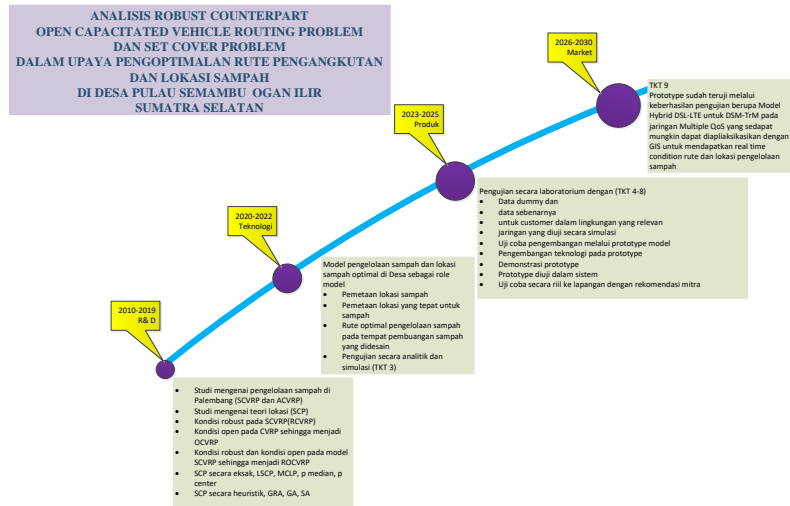 ANALISIS ROBUST COUNTERPART
OPEN CAPACITATED VEHICLE ROUTING PROBLEM
DAN SET COVER PROBLEM
DALAM UPAYA PENGOPTIMALAN RUTE PENGANGKUTAN
DAN LOKASI SAMPAH
DI DESA PULAU SEMAMBU OGAN ILIR
SUMATRA SELATAN
2026-2030
Market
TKT 9
Prototype sudah teruji melalui
keberhasilan pengujian berupa Model
Hybrid DSL-LTE untuk DSM-TrM pada
jaringan Multiple QoS yang sedapat
mungkin dapat diapliaksikasikan dengan
GIS untuk mendapatkan real time
condition rute dan lokasi pengelolaan
sampah
2023-2025
Produk
Pengujian secara laboratorium dengan (TKT 4-8)
• Data dummy dan
• data sebenarnya
• untuk customer dalam lingkungan yang relevan
• jaringan yang diuji secara simulasi
• Uji coba pengembangan melalui prototype model
• Pengembangan teknologi pada prototype
• Demonstrasi prototype
• Prototype diuji dalam sistem
• Uji coba secara riil ke lapangan dengan rekomendasi mitra
2020-2022
Teknologi
Model pengelolaan sampah dan lokasi
sampah optimal di Desa sebagai role
model
• Pemetaan lokasi sampah
• Pemetaan lokasi yang tepat untuk
sampah
• Rute optimal pengelolaan sampah
pada tempat pembuangan sampah
yang didesain
• Pengujian secara analitik dan
simulasi (TKT 3)
2010-2019
R& D
• Studi mengenai pengelolaan sampah di
Palembang (SCVRP dan ACVRP)
• Studi mengenai teori lokasi (SCP)
• Kondisi robust pada SCVRP(RCVRP)
• Kondisi open pada CVRP sehingga menjadi
OCVRP
• Kondisi robust dan kondisi open pada model
SCVRP sehingga menjadi ROCVRP
• SCP secara eksak, LSCP, MCLP, p median, p
center
• SCP secara heuristik, GRA, GA, SA